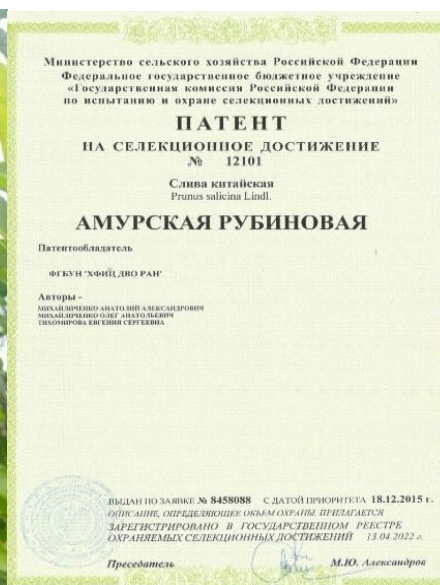 Министерство сельского хозяйства Российской Федерации
Федеральное государственное бюджетное учреждение
«Государственная комиссия Российской Федерации
по испытанию и охране селекционных достижений»
ПАТЕНТ
НА СЕЛЕКЦИОННОЕ ДОСТИЖЕНИЕ
№ 12101
Слива китайская
Prunus salicina Lindl.
АМУРСКАЯ РУБИНОВАЯ
Патентообладатель
ФГБУН 'ХФИЦ ДВО РАН'
Авторы -
МИХАЙЛИЧЕНКО АНАТОЛИЙ АЛЕКСАНДРОВИЧ
МИХАЙЛИЧЕНКО ОЛЕГ АНАТОЛЬЕВИЧ
ТИХОМИРОВА ЕВГЕНИЯ СЕРГЕЕВНА
ВЫДАН ПО ЗАЯВКЕ № 8458088 С ДАТОЙ ПРИОРИТЕТА 18.12.2015 г.
ОПИСАНИЕ, ОПРЕДЕЛЯЮЩЕЕ ОБЪЕМ ОХРАНЫ, ПРИЛАГАЕТСЯ
ЗАРЕГИСТРИРОВАНО В ГОСУДАРСТВЕННОМ РЕЕСТРЕ
ОХРАНЯЕМЫХ СЕЛЕКЦИОННЫХ ДОСТИЖЕНИЙ 13.04.2022 г.
Председатель М.Ю. Александров